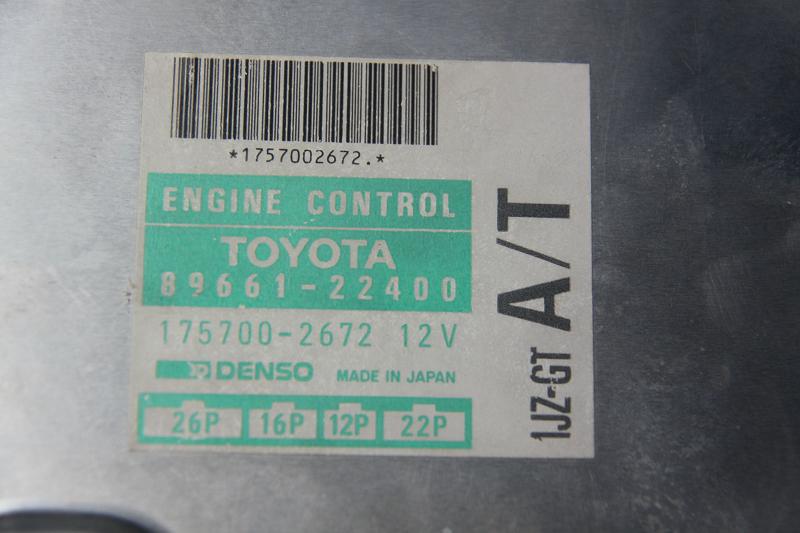 *1757002672.*
ENGINE CONTROL
TOYOTA
89661-22400
175700-2672 12V
DENSO MADE IN JAPAN
26P 16P 12P 22P
1JZ-GT A/T